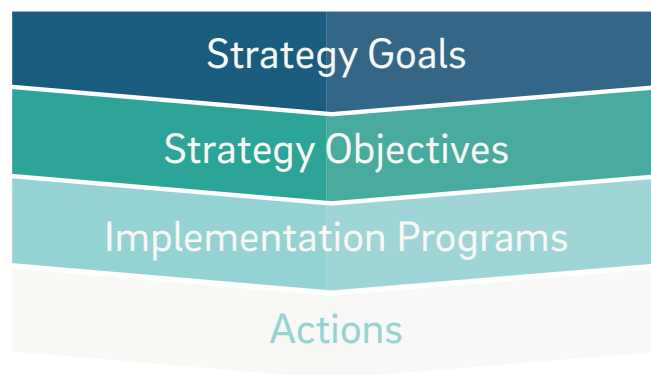 Strategy Goals
Strategy Objectives
Implementation Programs
Actions